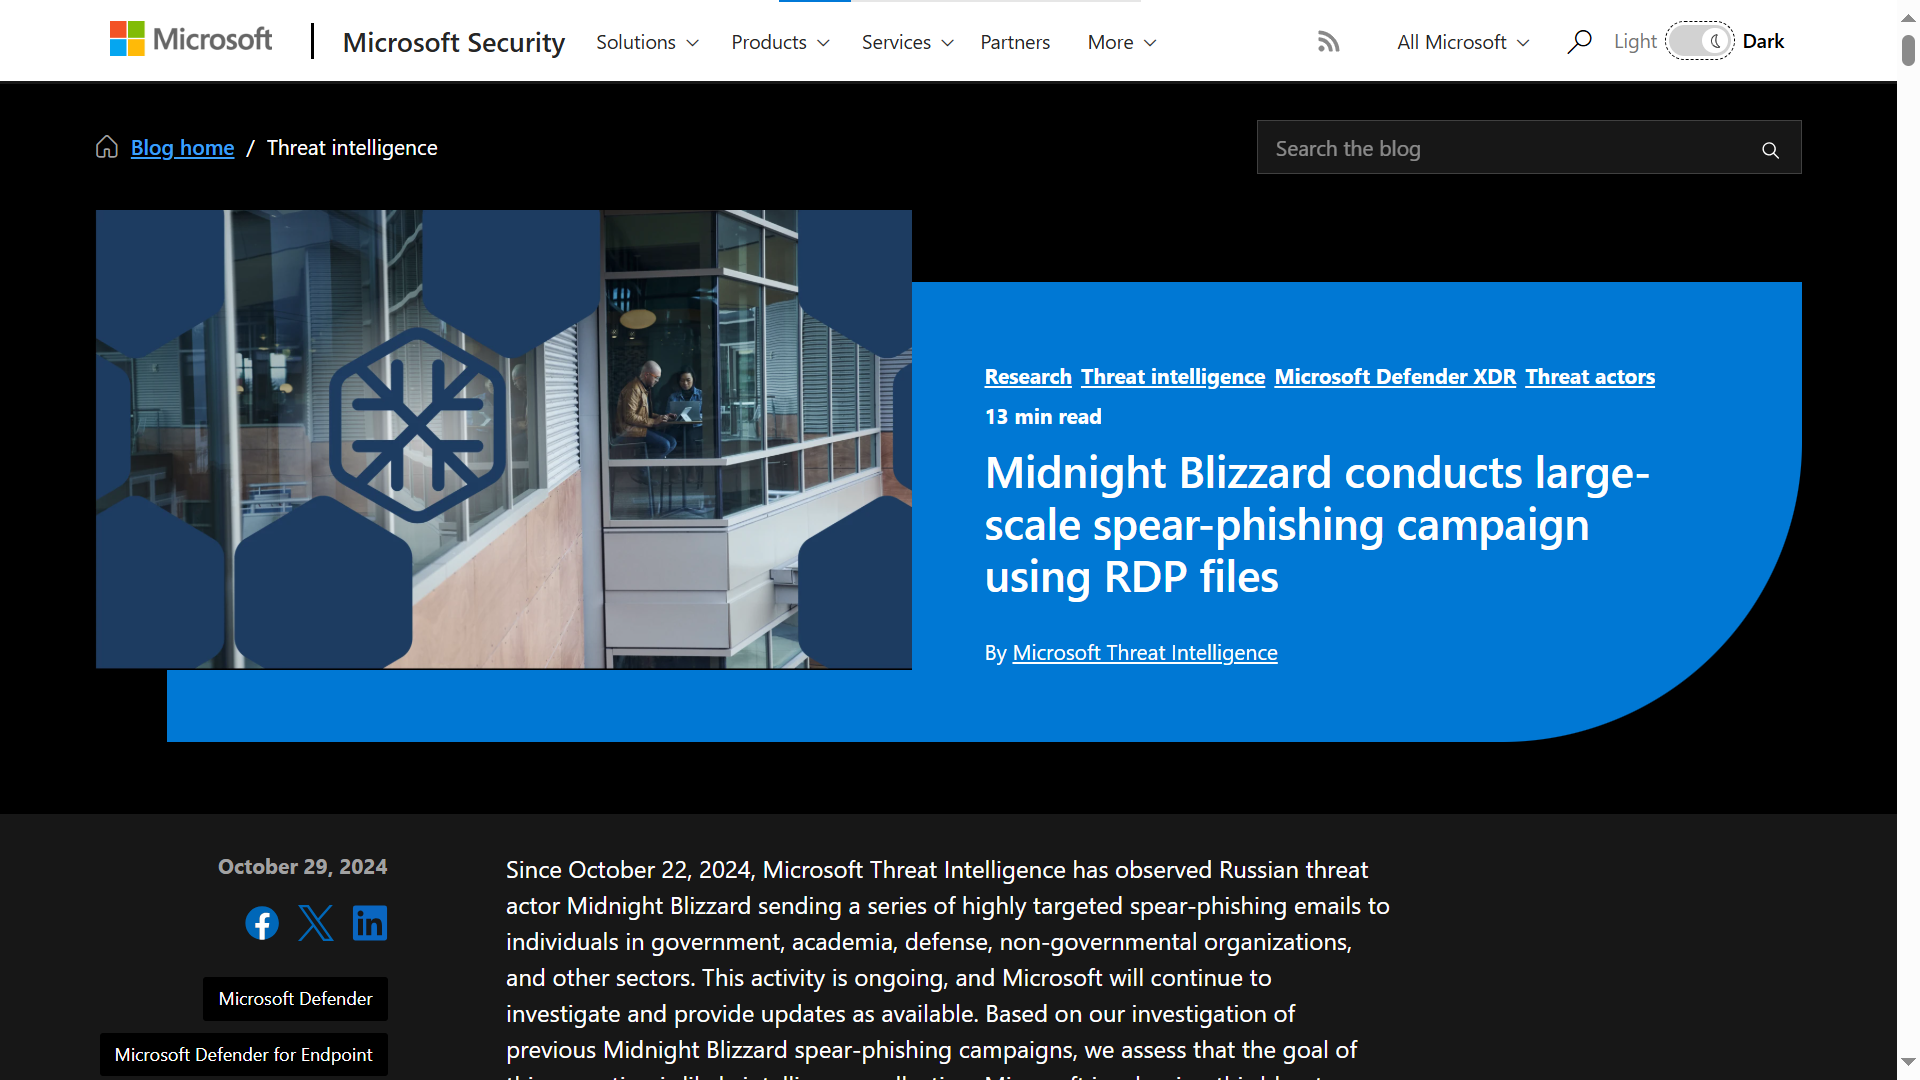 Microsoft
Microsoft Security
Solutions
Products
Services
Partners
More
All Microsoft
Light
Dark
Blog home / Threat intelligence
Search the blog
Research Threat intelligence Microsoft Defender XDR Threat actors
13 min read
Midnight Blizzard conducts large-
scale spear-phishing campaign
using RDP files
By Microsoft Threat Intelligence
October 29, 2024
Microsoft Defender
Microsoft Defender for Endpoint
Since October 22, 2024, Microsoft Threat Intelligence has observed Russian threat
actor Midnight Blizzard sending a series of highly targeted spear-phishing emails to
individuals in government, academia, defense, non-governmental organizations,
and other sectors. This activity is ongoing, and Microsoft will continue to
investigate and provide updates as available. Based on our investigation of
previous Midnight Blizzard spear-phishing campaigns, we assess that the goal of